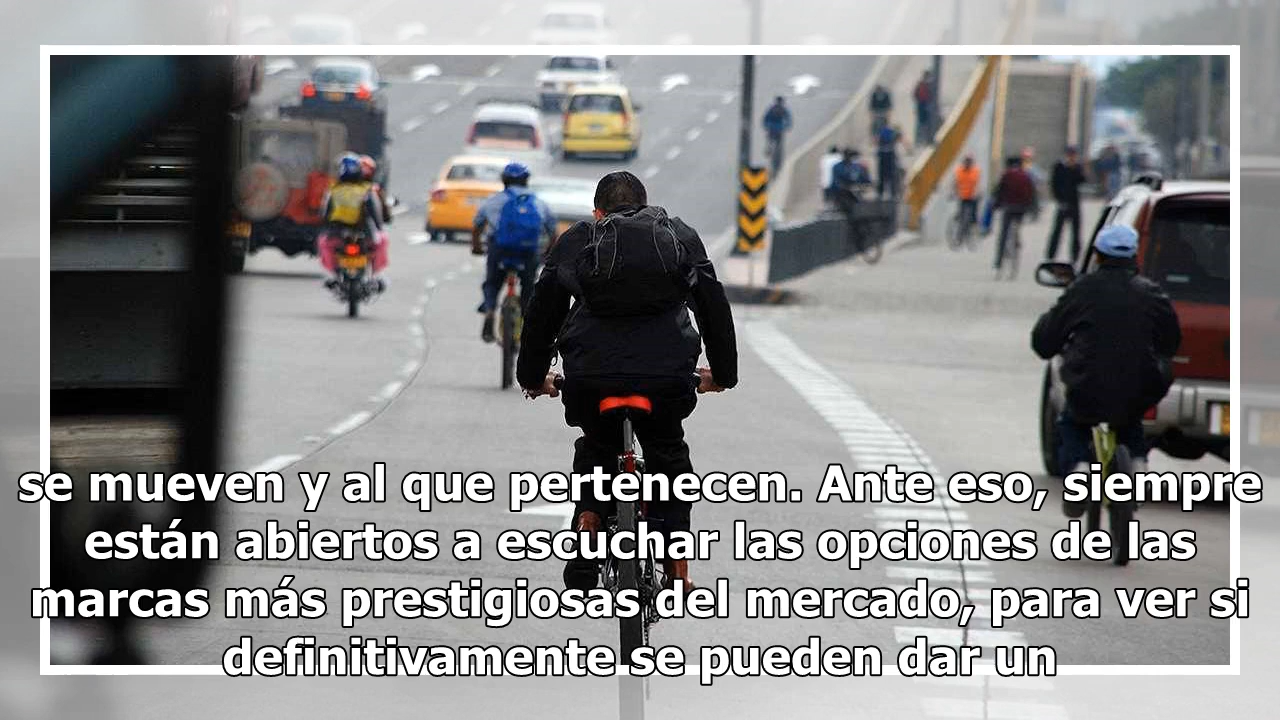 se mueven y al que pertenecen. Ante eso, siempre
están abiertos a escuchar las opciones de las
marcas más prestigiosas del mercado, para ver si
definitivamente se pueden dar un